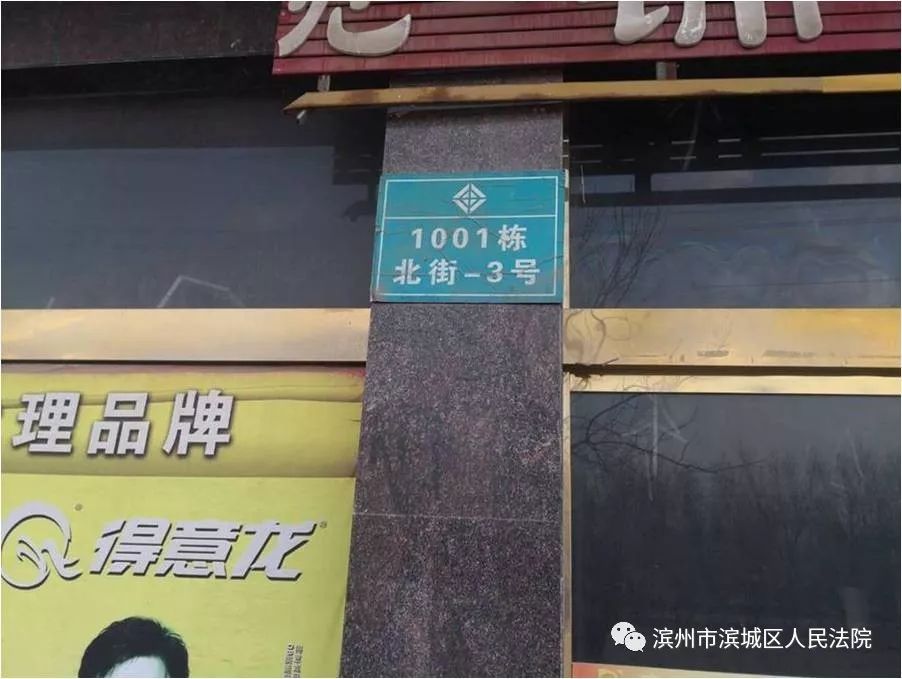 1001栋
北街-3号
理品牌
得意龙
滨州市滨城区人民法院